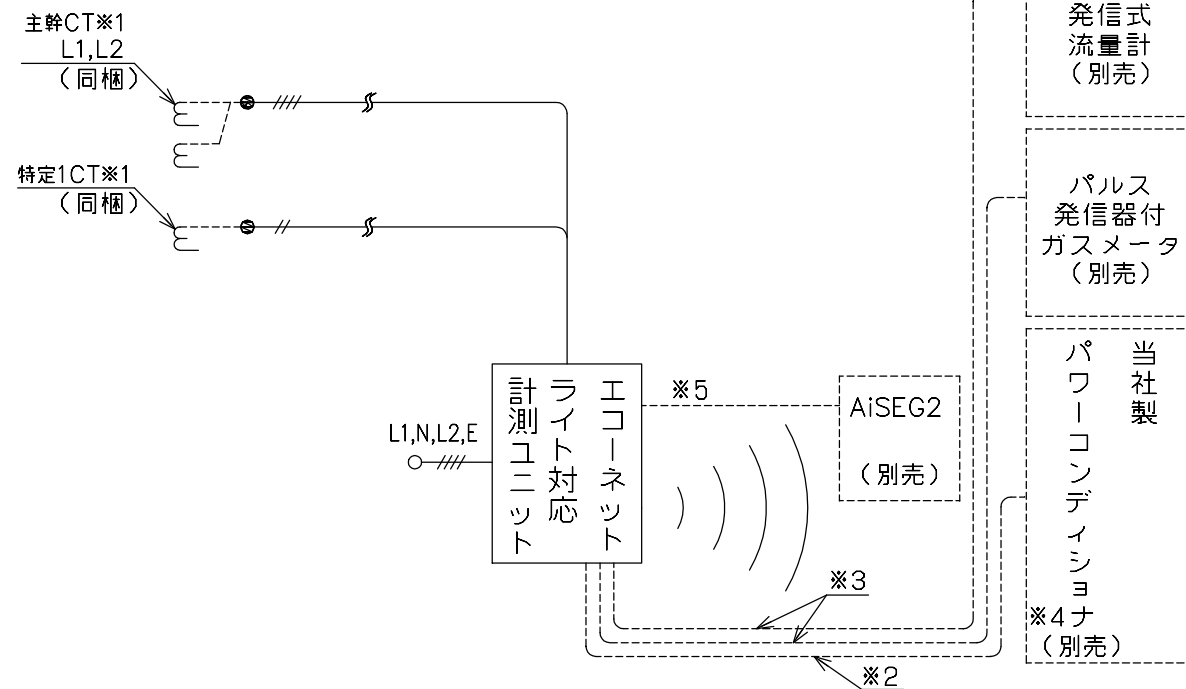 主幹CT※1
L1,L2
（同梱）
特定1CT※1
（同梱）
L1,N,L2,E
エコーネット
ライト対応
計測ユニット
※5
AiSEG2
（別売）
※3
※2
発信式
流量計
（別売）
パルス
発信器付
ガスメータ
（別売）
当社製
パワーコンディショナ
※4
（別売）